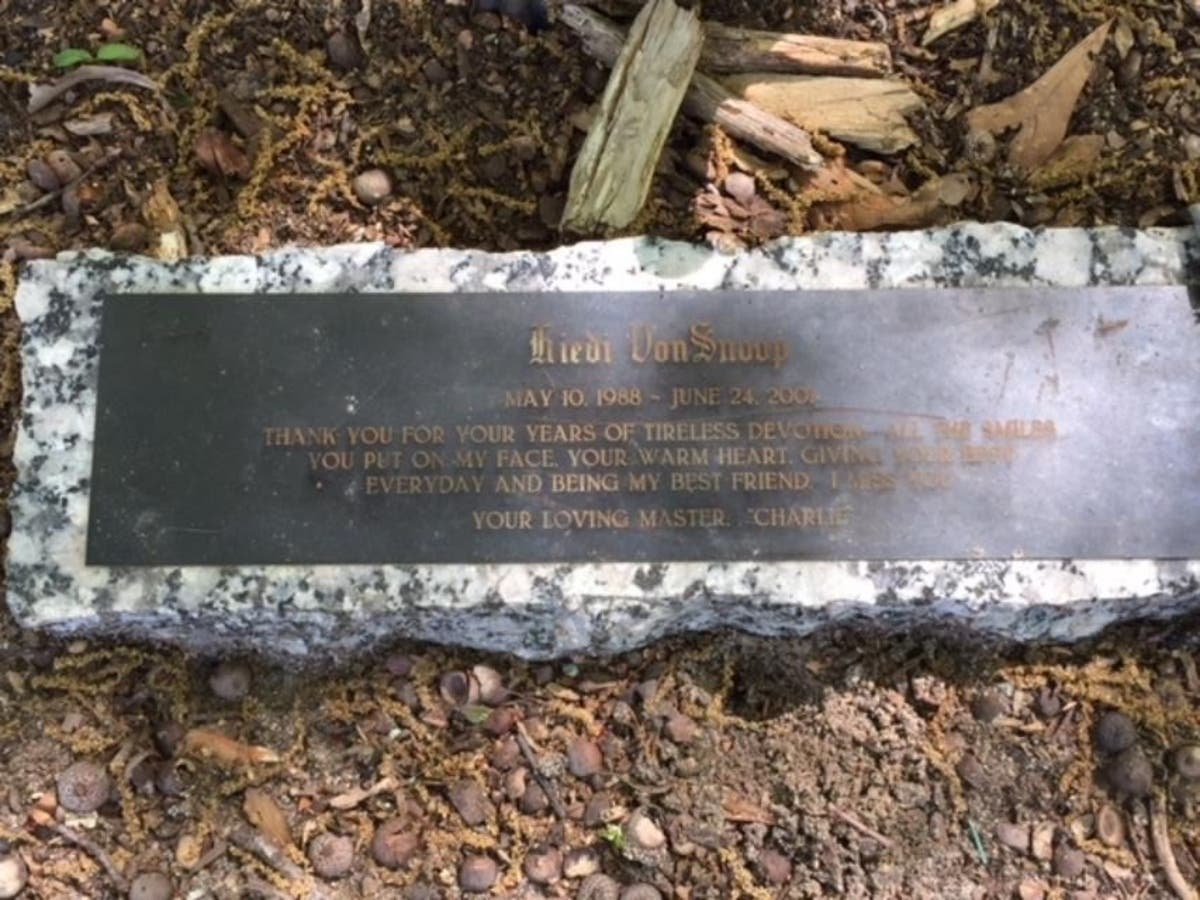 Kiedi VonSnoop
MAY 10, 1988 ~ JUNE 24, 2001
THANK YOU FOR YOUR YEARS OF TIRELESS DEVOTION, ALL THE SMILES
YOU PUT ON MY FACE, YOUR WARM HEART, GIVING YOUR BEST
EVERYDAY AND BEING MY BEST FRIEND. I MISS YOU
YOUR LOVING MASTER, "CHARLIE"